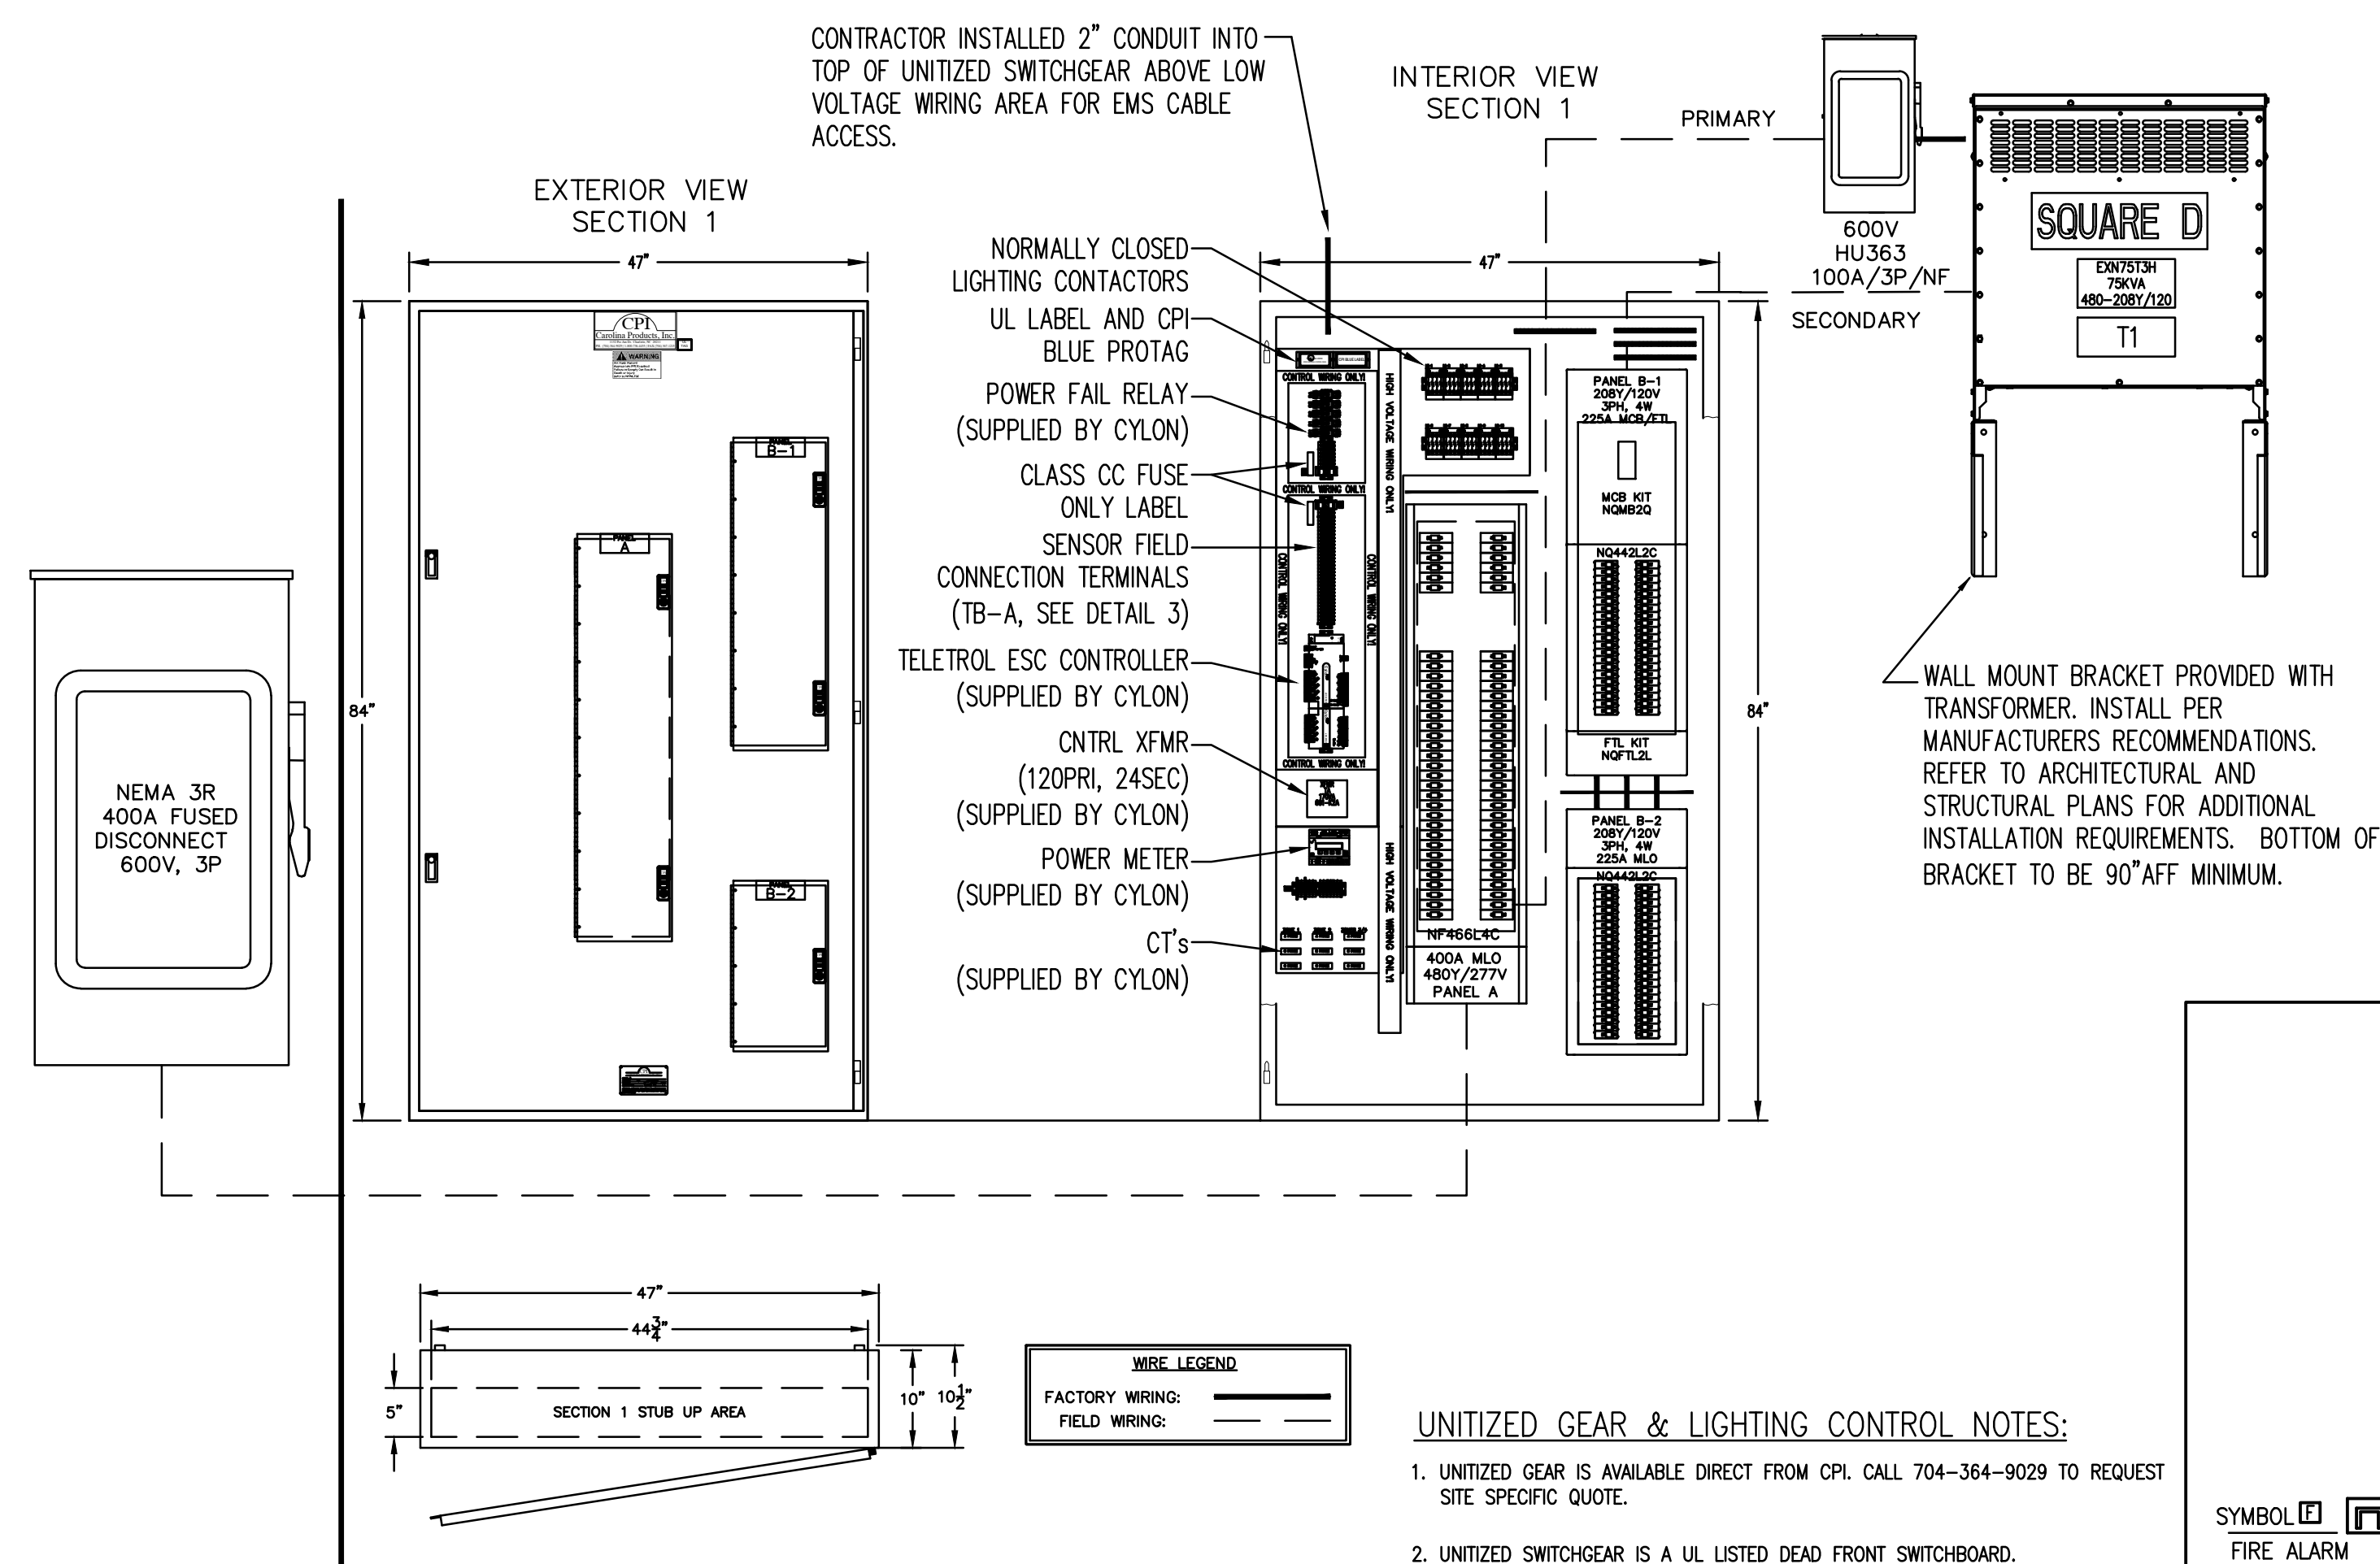 CONTRACTOR INSTALLED 2" CONDUIT INTO
TOP OF UNITIZED SWITCHGEAR ABOVE LOW
VOLTAGE WIRING AREA FOR EMS CABLE
ACCESS.
INTERIOR VIEW
SECTION 1
PRIMARY
EXTERIOR VIEW
SECTION 1
47"
84"
CPI
Carolina Products, Inc.
WARNING
PANEL
B-1
PANEL
A
PANEL
B-2
NEMA 3R
400A FUSED
DISCONNECT
600V, 3P
NORMALLY CLOSED
LIGHTING CONTACTORS
UL LABEL AND CPI
BLUE PROTAG
POWER FAIL RELAY
(SUPPLIED BY CYLON)
CLASS CC FUSE
ONLY LABEL
SENSOR FIELD
CONNECTION TERMINALS
(TB-A, SEE DETAIL 3)
TELETROL ESC CONTROLLER
(SUPPLIED BY CYLON)
CNTRL XFMR
(120PRI, 24SEC)
(SUPPLIED BY CYLON)
POWER METER
(SUPPLIED BY CYLON)
CT's
(SUPPLIED BY CYLON)
47"
84"
CONTROL WIRING ONLY!
CONTROL WIRING ONLY!
CONTROL WIRING ONLY!
CONTROL WIRING ONLY!
CONTROL WIRING ONLY!
HIGH VOLTAGE WIRING ONLY!
HIGH VOLTAGE WIRING ONLY!
NF466L4C
400A MLO
480Y/277V
PANEL A
PANEL B-1
208Y/120V
3PH, 4W
225A MCB/FTL
MCB KIT
NQMB2Q
NQ442L2C
FTL KIT
NQFTL2L
PANEL B-2
208Y/120V
3PH, 4W
225A MLO
NQ442L2C
600V
HU363
100A/3P/NF
SECONDARY
SQUARE D
EXN75T3H
75KVA
480-208Y/120
T1
WALL MOUNT BRACKET PROVIDED WITH
TRANSFORMER. INSTALL PER
MANUFACTURERS RECOMMENDATIONS.
REFER TO ARCHITECTURAL AND
STRUCTURAL PLANS FOR ADDITIONAL
INSTALLATION REQUIREMENTS. BOTTOM OF
BRACKET TO BE 90"AFF MINIMUM.
47"
44 3/4"
5"
10"
10 1/2"
SECTION 1 STUB UP AREA
WIRE LEGEND
FACTORY WIRING:
FIELD WIRING:
UNITIZED GEAR & LIGHTING CONTROL NOTES:
1. UNITIZED GEAR IS AVAILABLE DIRECT FROM CPI. CALL 704-364-9029 TO REQUEST
SITE SPECIFIC QUOTE.
2. UNITIZED SWITCHGEAR IS A UL LISTED DEAD FRONT SWITCHBOARD.
SYMBOL F
FIRE ALARM